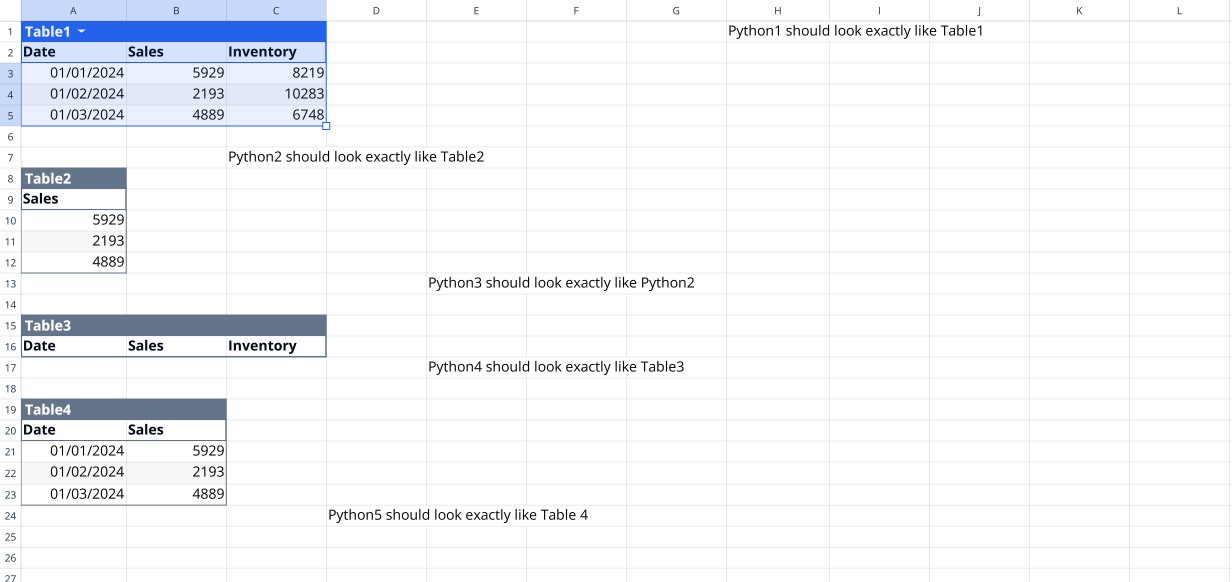 A B C D E F G H I J K L
1 Table1 Python1 should look exactly like Table1
2 Date Sales Inventory
3 01/01/2024 5929 8219
4 01/02/2024 2193 10283
5 01/03/2024 4889 6748
6
7 Python2 should look exactly like Table2
8 Table2
9 Sales
10 5929
11 2193
12 4889
13 Python3 should look exactly like Python2
14
15 Table3
16 Date Sales Inventory
17 Python4 should look exactly like Table3
18
19 Table4
20 Date Sales
21 01/01/2024 5929
22 01/02/2024 2193
23 01/03/2024 4889
24 Python5 should look exactly like Table 4
25
26
27